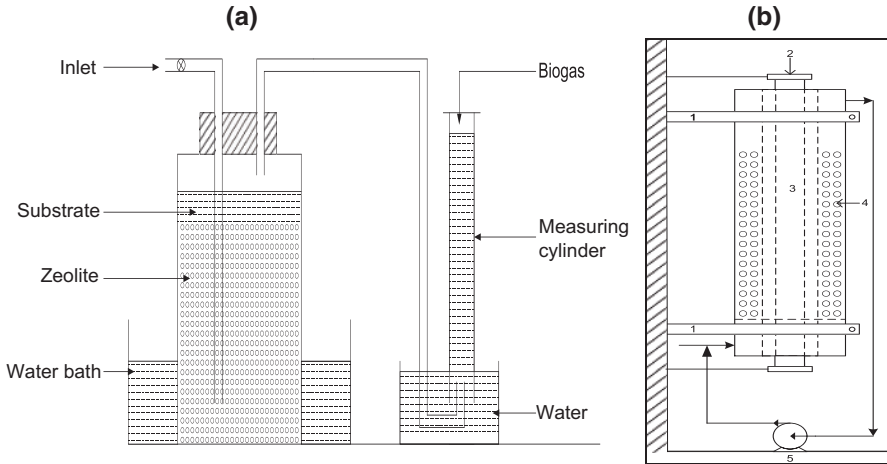 (a)
Inlet
Substrate
Zeolite
Water bath
Biogas
Measuring
cylinder
Water
(b)
2
1
3
4
1
5